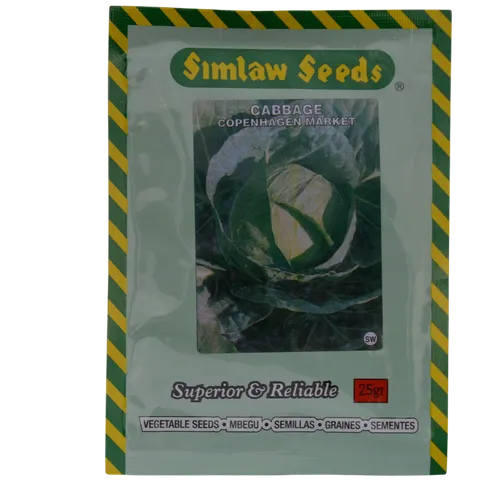 Simlaw Seeds
®
CABBAGE
COPENHAGEN MARKET
SW
Superior & Reliable
25gr
VEGETABLE SEEDS • MBEGU • SEMILLAS • GRAINES • SEMENTES